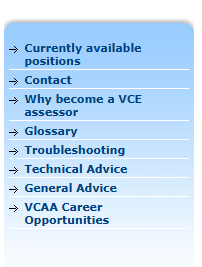 Currently available
positions
Contact
Why become a VCE
assessor
Glossary
Troubleshooting
Technical Advice
General Advice
VCAA Career
Opportunities